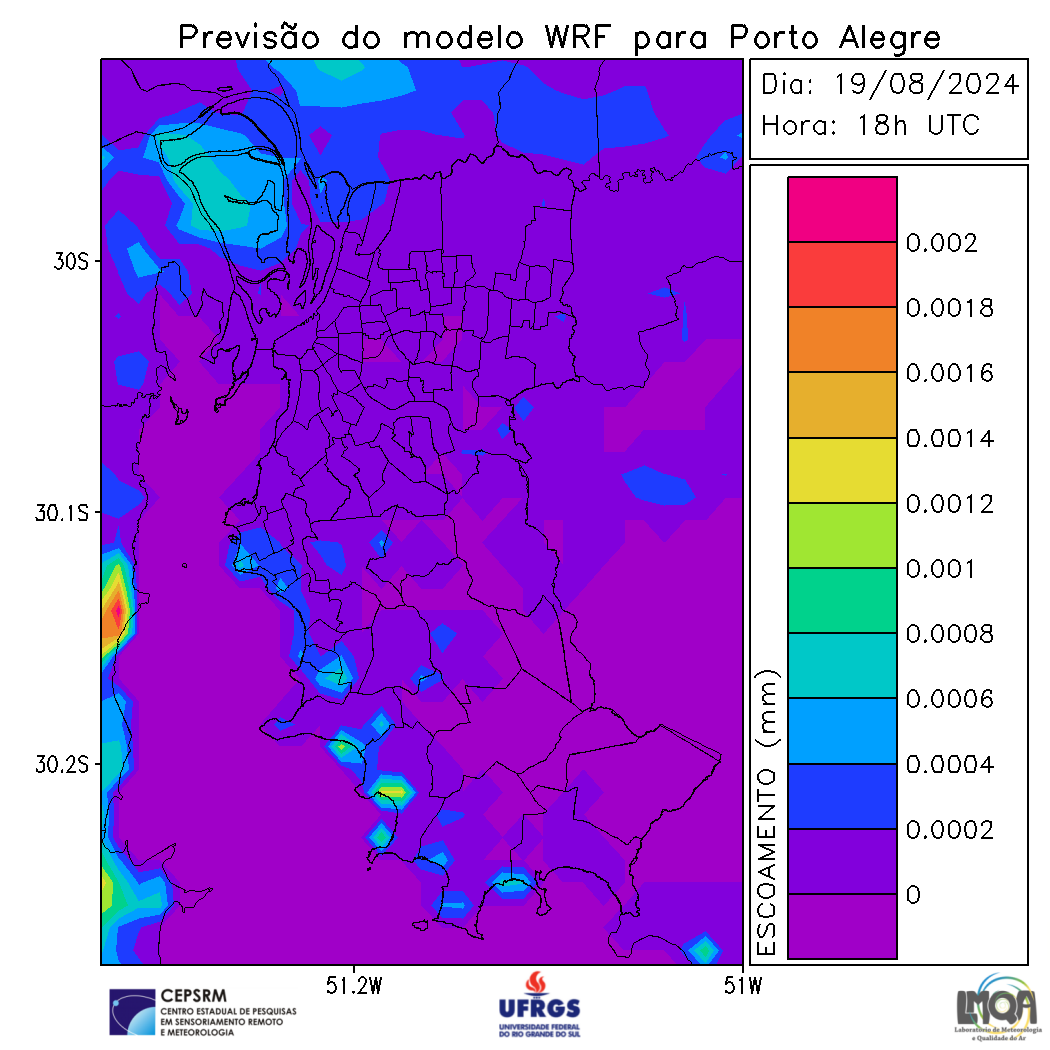 Previsão do modelo WRF para Porto Alegre
Dia: 19/08/2024
Hora: 18h UTC
0.002
0.0018
0.0016
0.0014
0.0012
0.001
0.0008
0.0006
0.0004
0.0002
0
ESCOAMENTO (mm)
30S
30.1S
30.2S
51.2W
51W
CEPSRM
CENTRO ESTADUAL DE PESQUISAS
EM SENSORIAMENTO REMOTO
E METEOROLOGIA
UFRGS
UNIVERSIDADE FEDERAL
DO RIO GRANDE DO SUL
LMQA
Laboratório de Meteorologia
e Qualidade do Ar